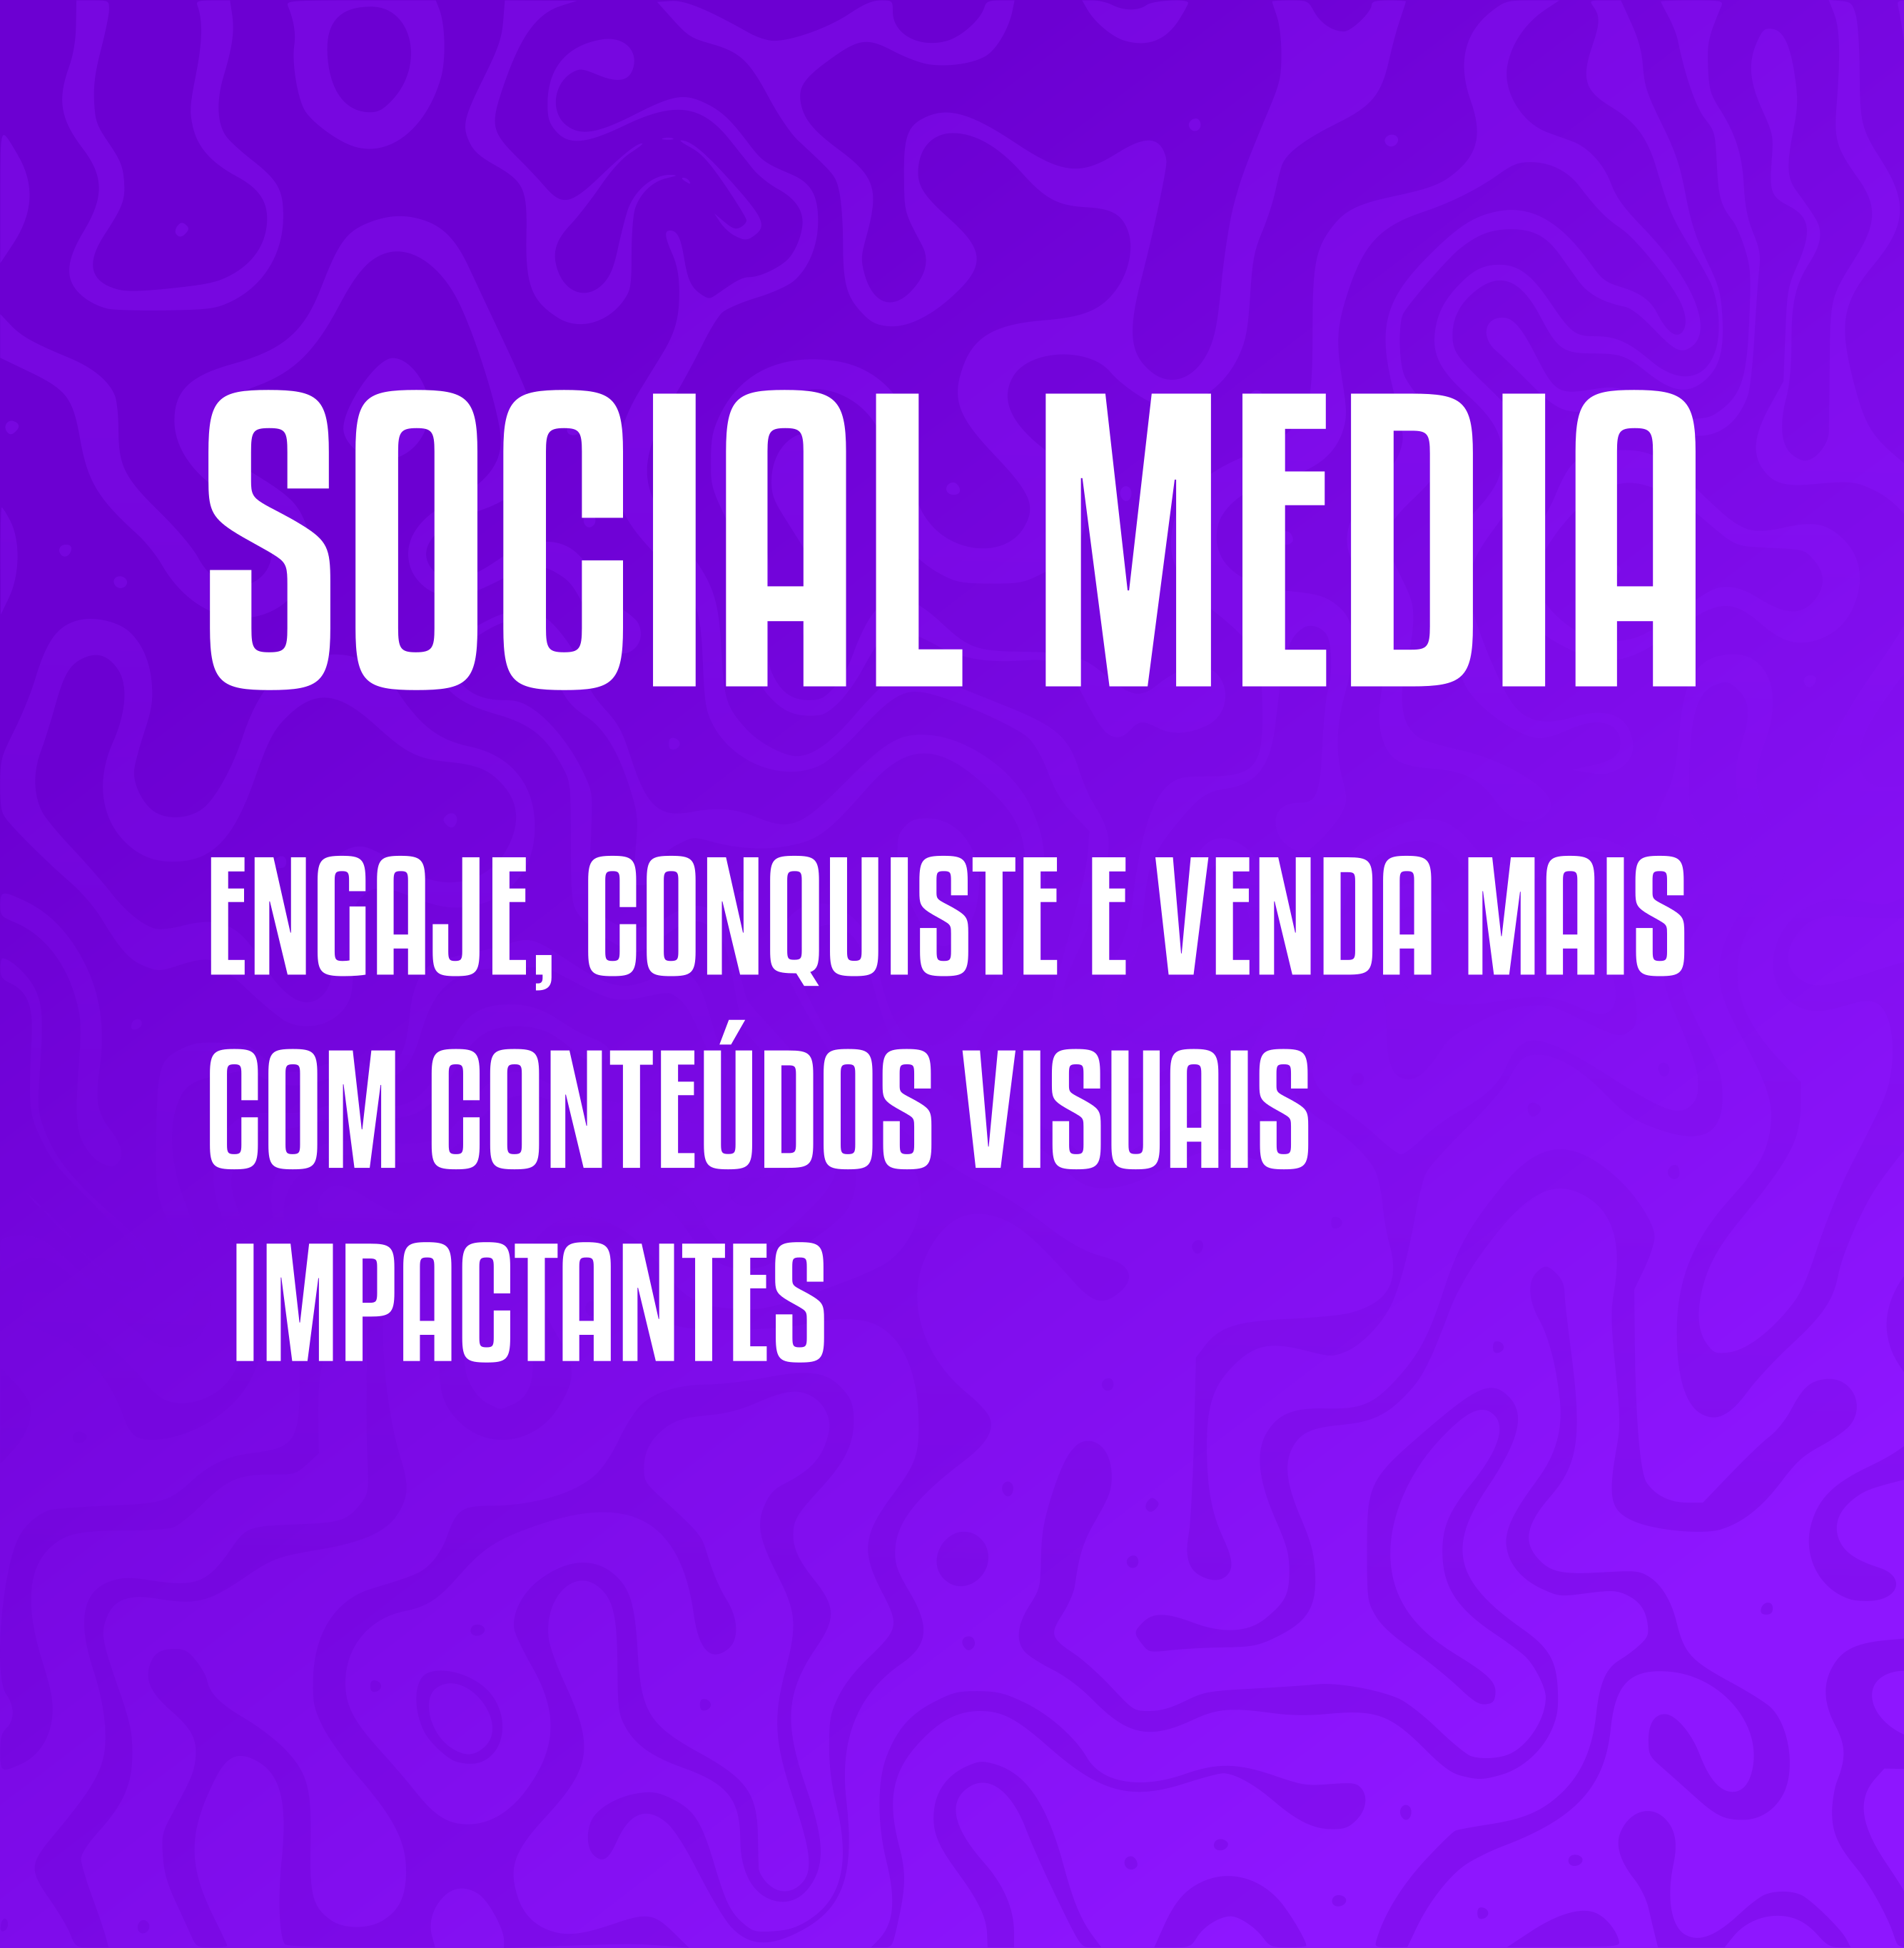 SOCIAL MEDIA
ENGAJE, CONQUISTE E VENDA MAIS
COM CONTEÚDOS VISUAIS
IMPACTANTES